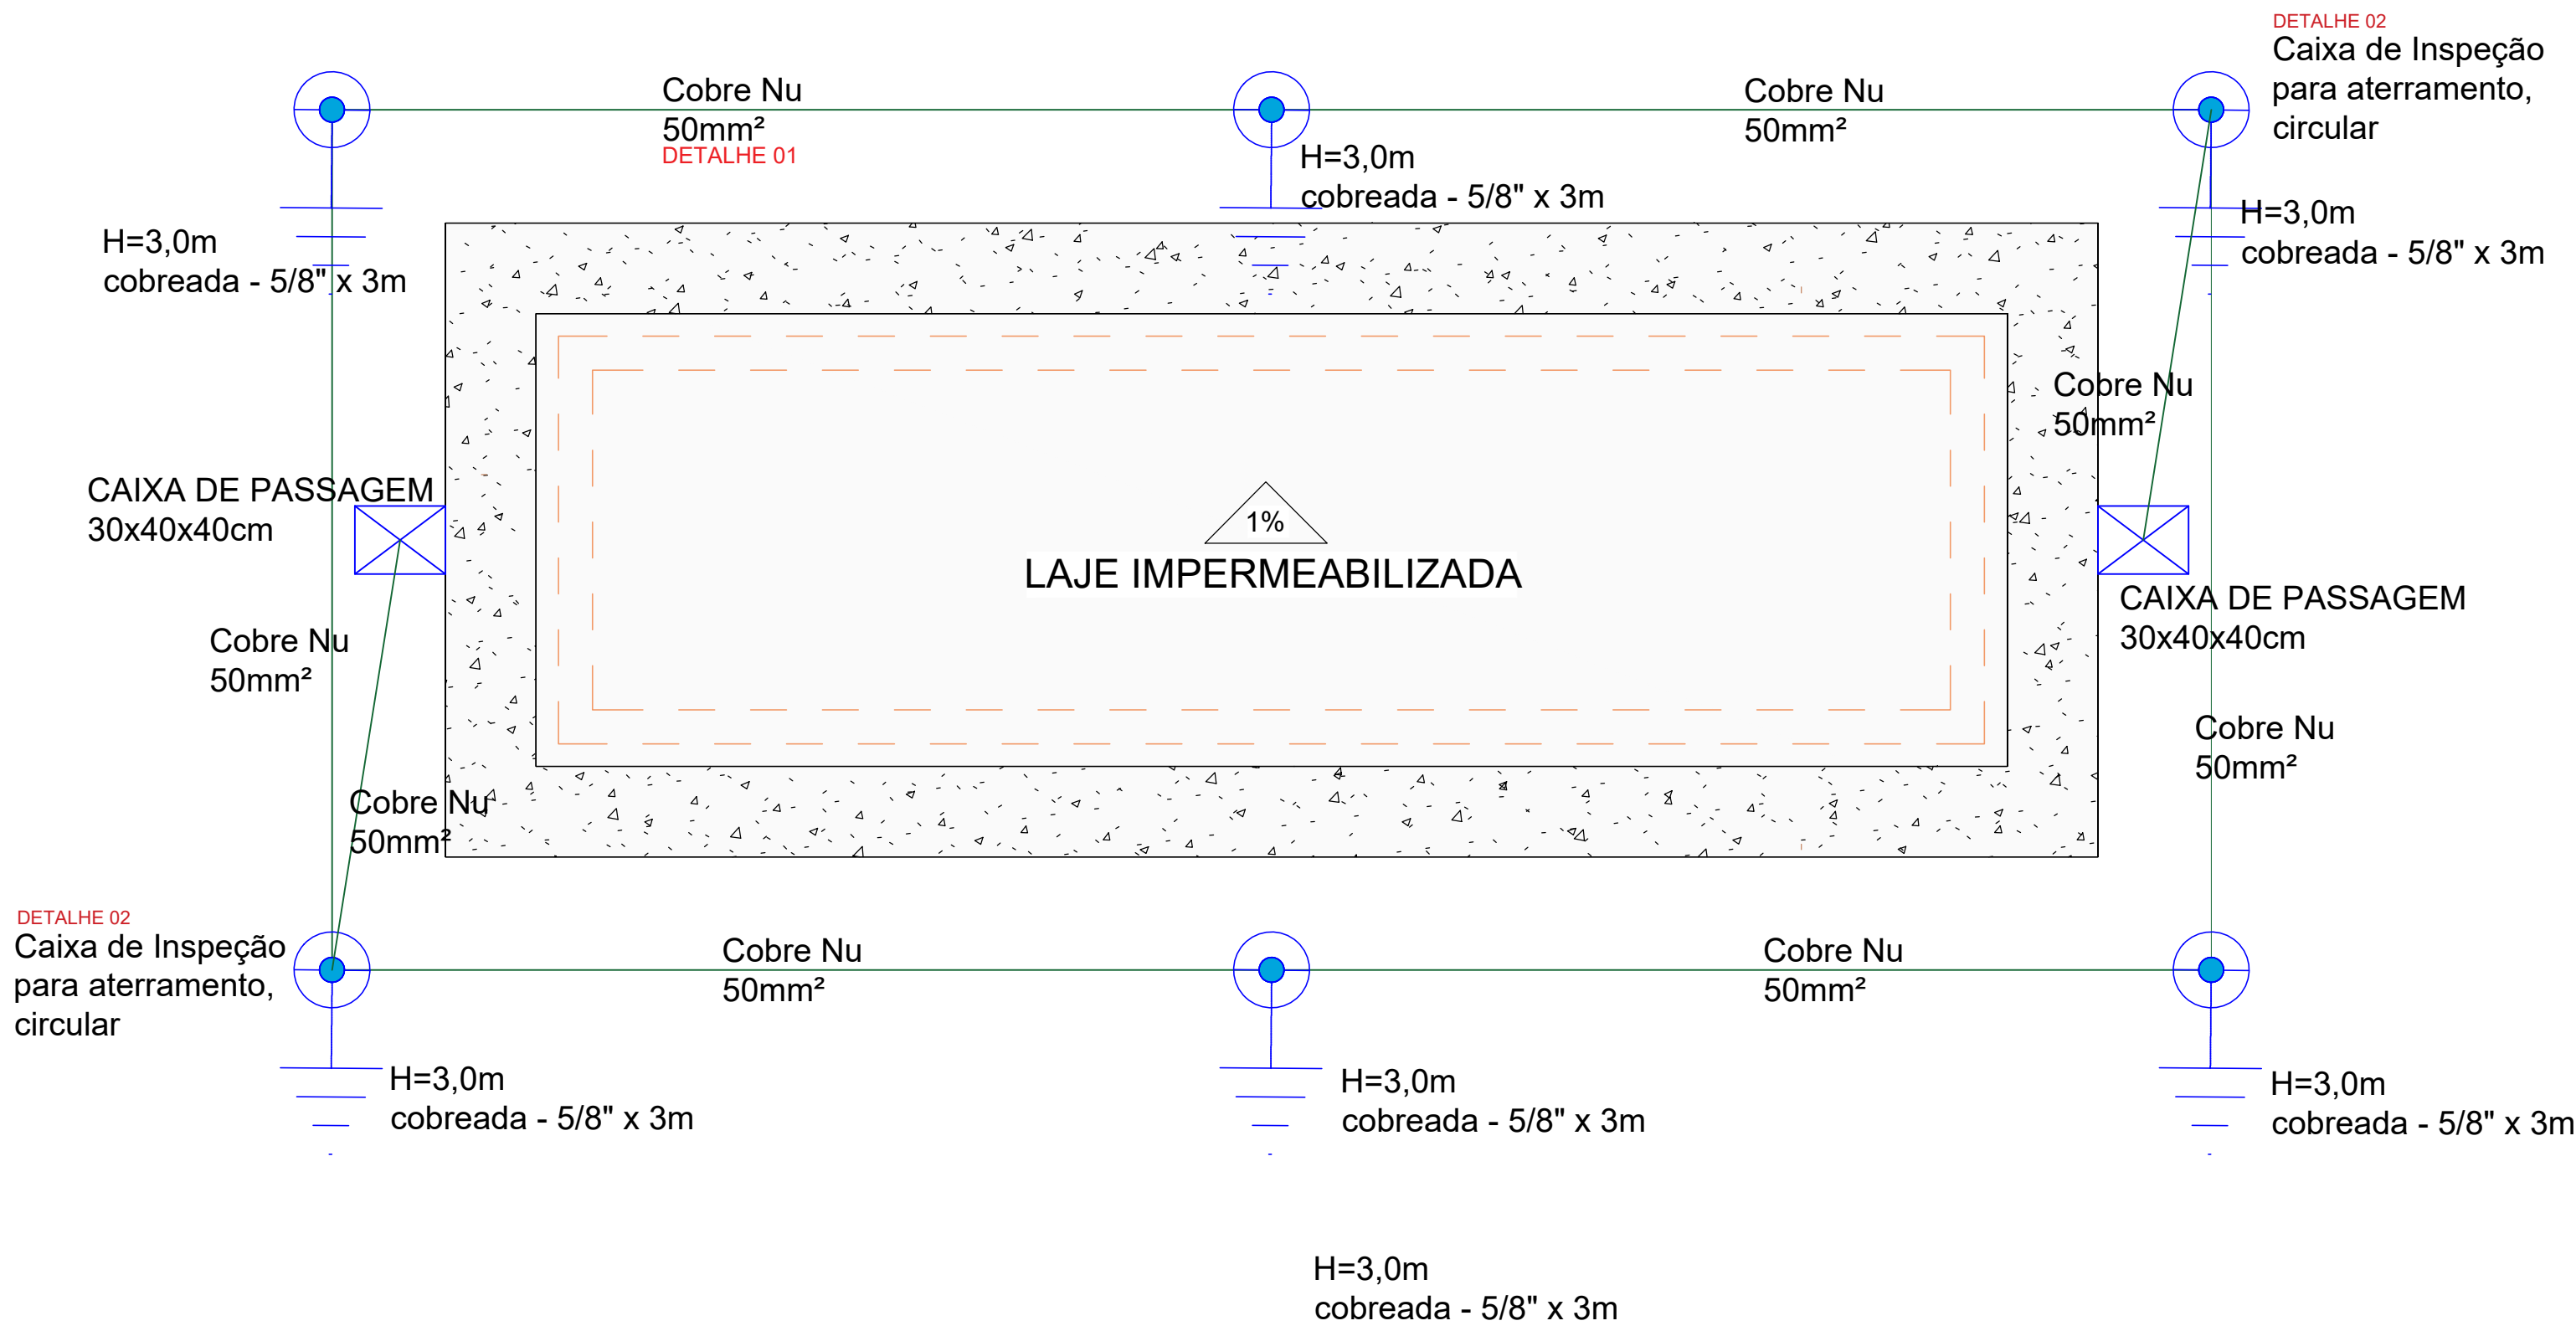 DETALHE 02
Caixa de Inspeção
para aterramento,
circular
Cobre Nu
50mm²
DETALHE 01
Cobre Nu
50mm²
H=3,0m
cobreada - 5/8" x 3m
H=3,0m
cobreada - 5/8" x 3m
H=3,0m
cobreada - 5/8" x 3m
Cobre Nu
50mm²
CAIXA DE PASSAGEM
30x40x40cm
1%
LAJE IMPERMEABILIZADA
CAIXA DE PASSAGEM
30x40x40cm
Cobre Nu
50mm²
Cobre Nu
50mm²
Cobre Nu
50mm²
DETALHE 02
Caixa de Inspeção
para aterramento,
circular
Cobre Nu
50mm²
Cobre Nu
50mm²
H=3,0m
cobreada - 5/8" x 3m
H=3,0m
cobreada - 5/8" x 3m
H=3,0m
cobreada - 5/8" x 3m
H=3,0m
cobreada - 5/8" x 3m